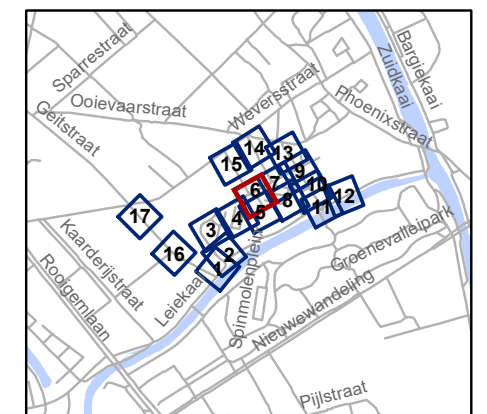 Sparrestraat
Bargiekaai
Zuidkaai
Weversstraat
Ooievaarstraat
Phoenixstraat
Geitstraat
14
13
15
9
7
10
6
12
8
11
5
17
4
3
Groenevalleipark
16
2
1
Kaarderijstraat
Leiekaai
Spinmolenplein
Rooigemlaan
Nieuwewandeling
Pijlstraat